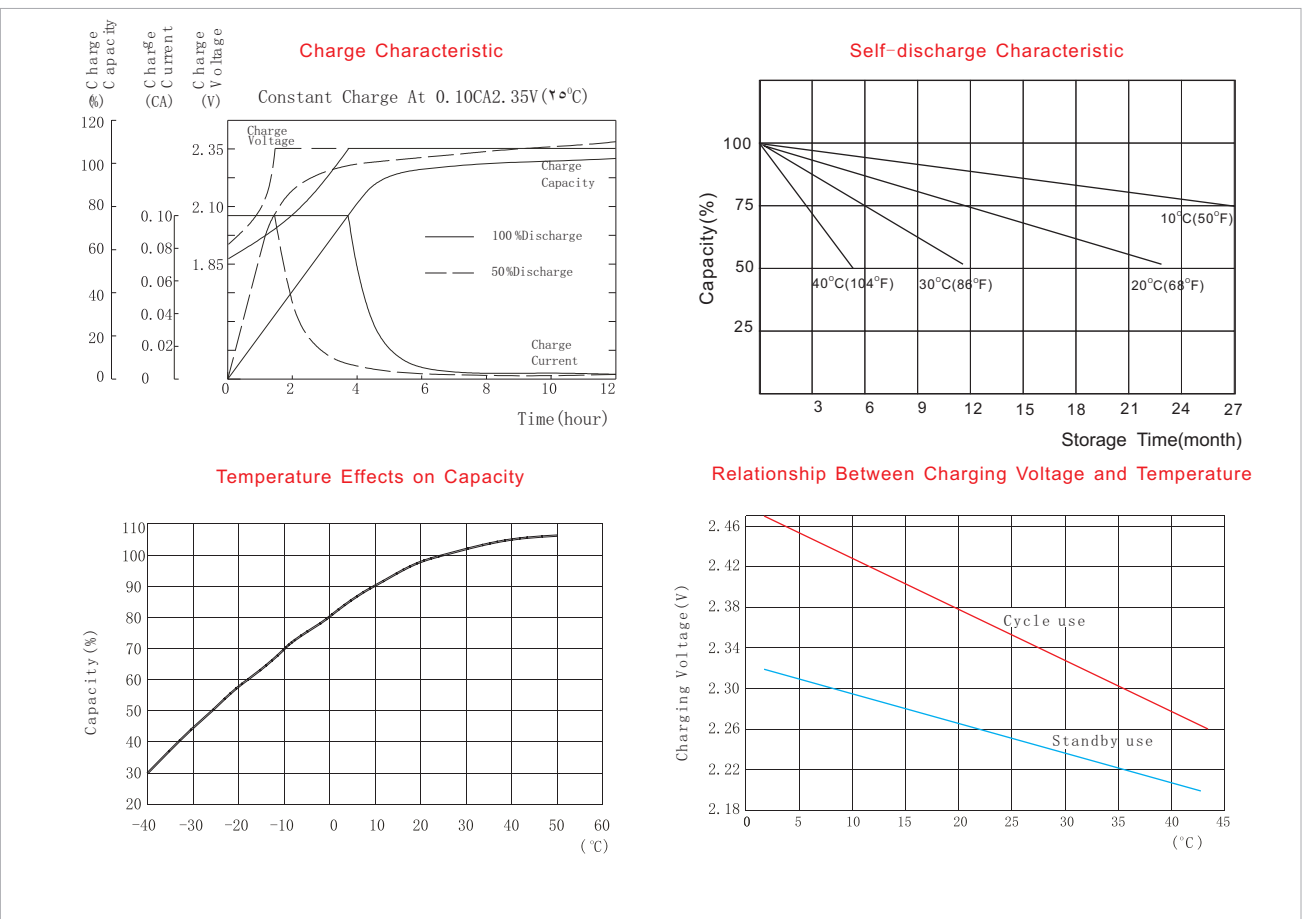 Charge Characteristic
Charge Capacity
(%)
Charge Current
(CA)
Charge Voltage
(V)
Constant Charge At 0.10CA2.35V(٢٥⁰C)
120
100
80
60
40
20
0
0.10
0.08
0.06
0.04
0.02
0
2.35
2.10
1.85
Charge
Voltage
Charge
Capacity
100%Discharge
50%Discharge
Charge
Current
0 2 4 6 8 10 12
Time(hour)
Self-discharge Characteristic
Capacity(%)
100
75
50
25
10°C(50°F)
40°C(104°F) 30°C(86°F) 20°C(68°F)
3 6 9 12 15 18 21 24 27
Storage Time(month)
Temperature Effects on Capacity
Capacity(%)
110
100
90
80
70
60
50
40
30
20
-40 -30 -20 -10 0 10 20 30 40 50 60
(℃)
Relationship Between Charging Voltage and Temperature
Charging Voltage(V)
2.46
2.42
2.38
2.34
2.30
2.26
2.22
2.18
Cycle use
Standby use
0 5 10 15 20 25 30 35 40 45
(℃)